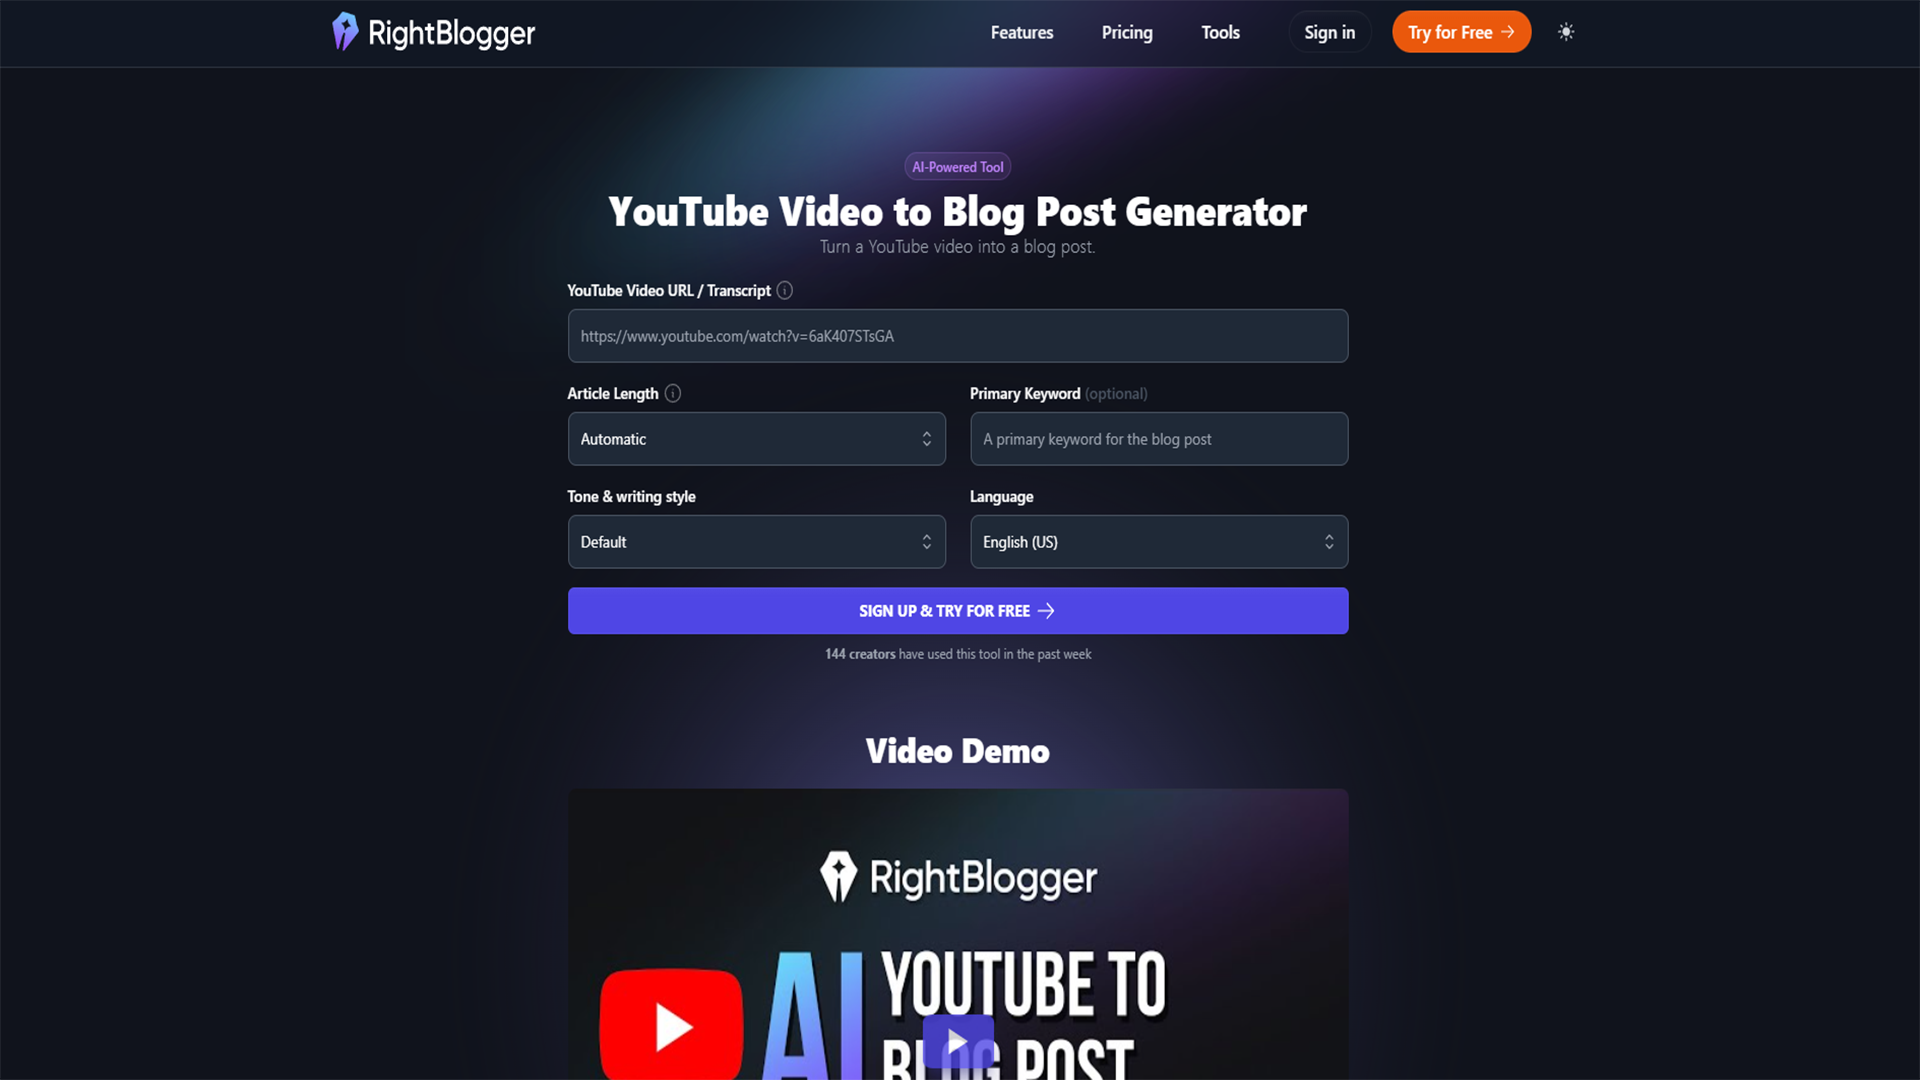 RightBlogger
Features
Pricing
Tools
Sign in
Try for Free →
AI-Powered Tool
YouTube Video to Blog Post Generator
Turn a YouTube video into a blog post.
YouTube Video URL / Transcript
https://www.youtube.com/watch?v=6aK407STsGA
Article Length
Primary Keyword (optional)
Automatic
A primary keyword for the blog post
Tone & writing style
Language
Default
English (US)
SIGN UP & TRY FOR FREE →
144 creators have used this tool in the past week
Video Demo
RightBlogger
AI YOUTUBE TO
BLOG POST